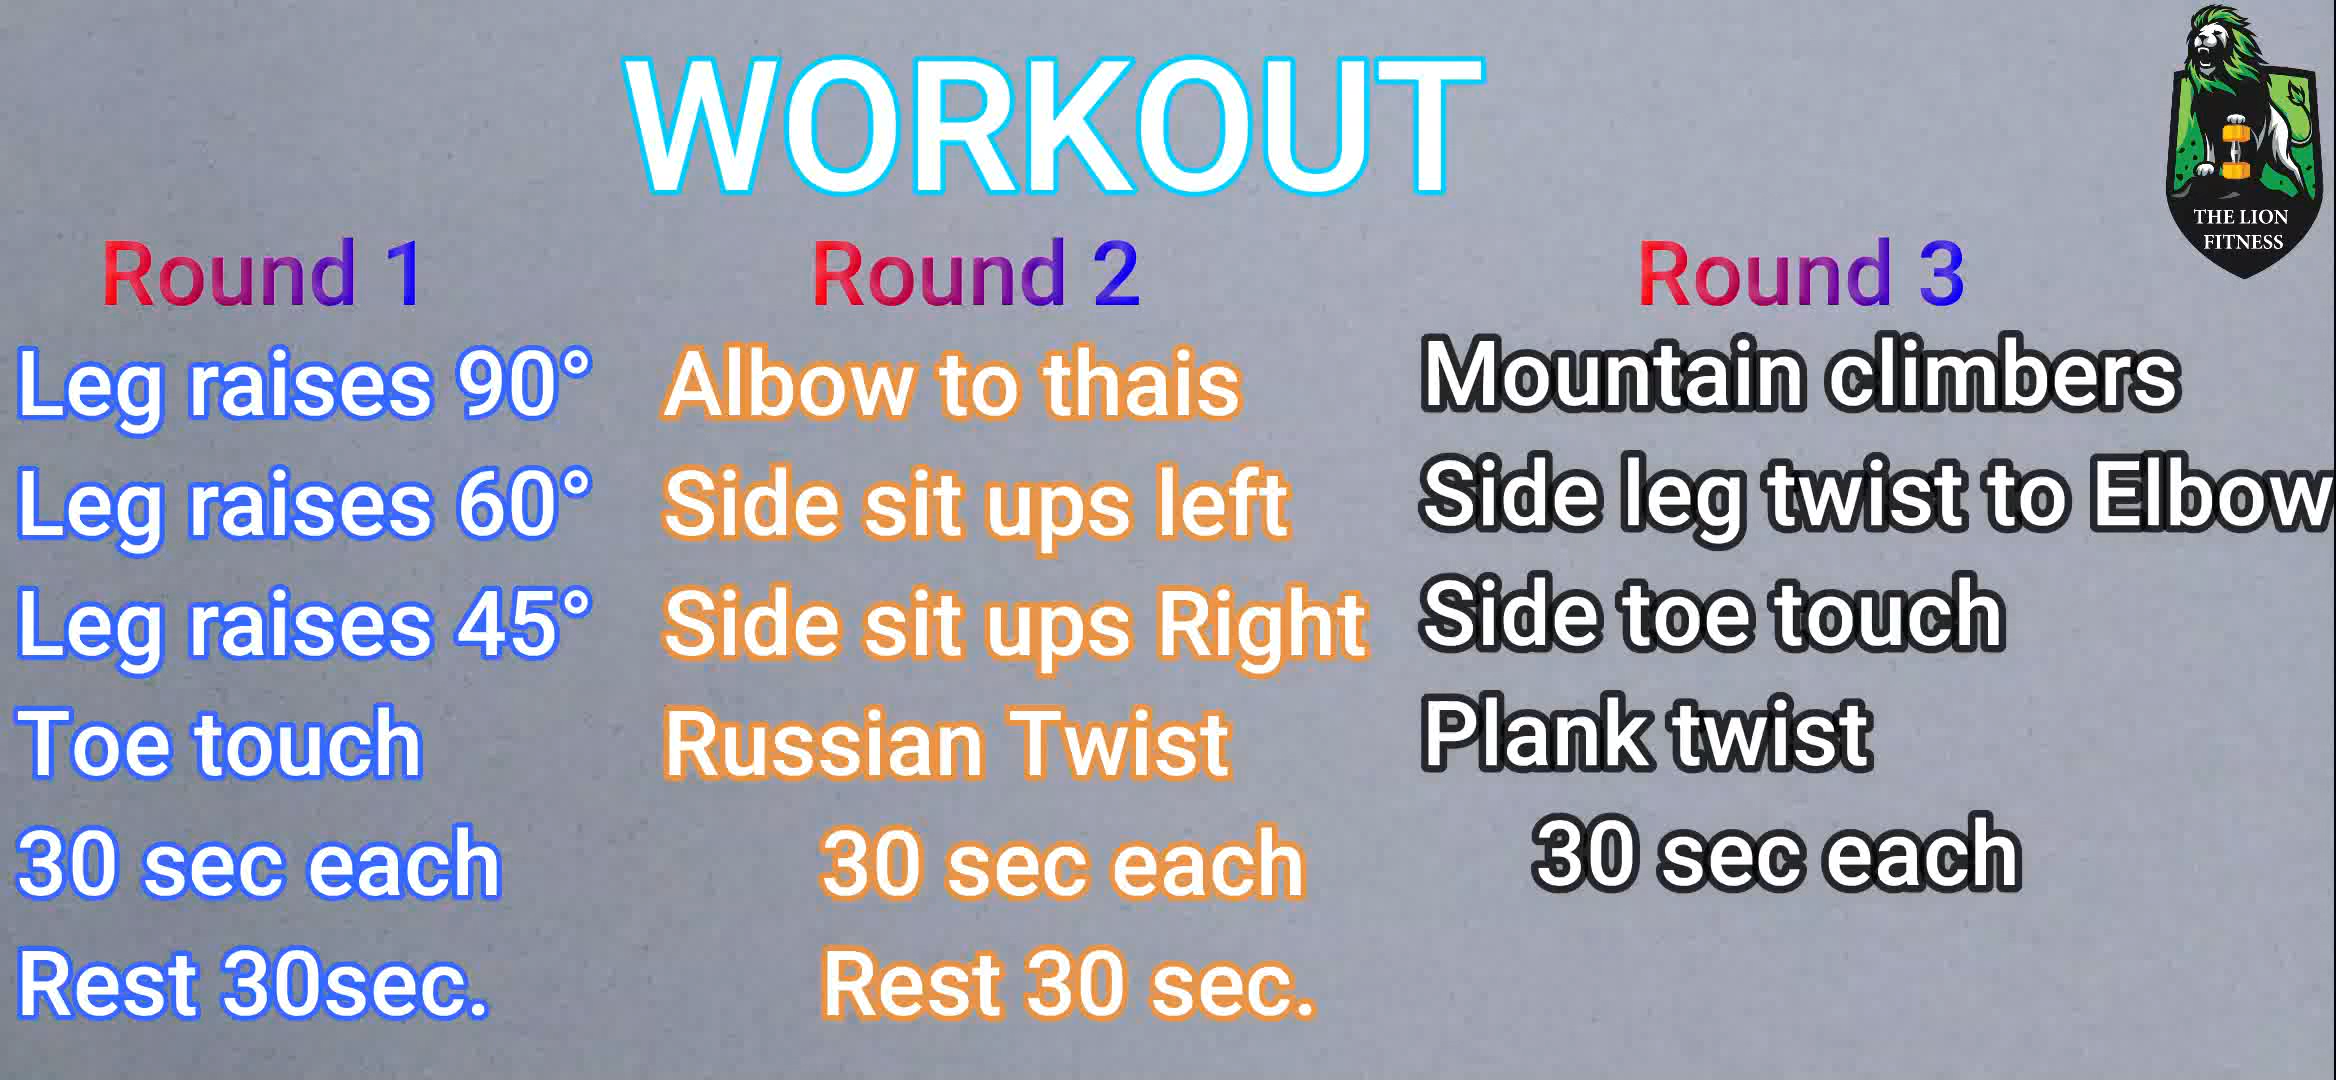 WORKOUT
THE LION
FITNESS
Round 1
Leg raises 90°
Leg raises 60°
Leg raises 45°
Toe touch
30 sec each
Rest 30sec.
Round 2
Albow to thais
Side sit ups left
Side sit ups Right
Russian Twist
30 sec each
Rest 30 sec.
Round 3
Mountain climbers
Side leg twist to Elbow
Side toe touch
Plank twist
30 sec each